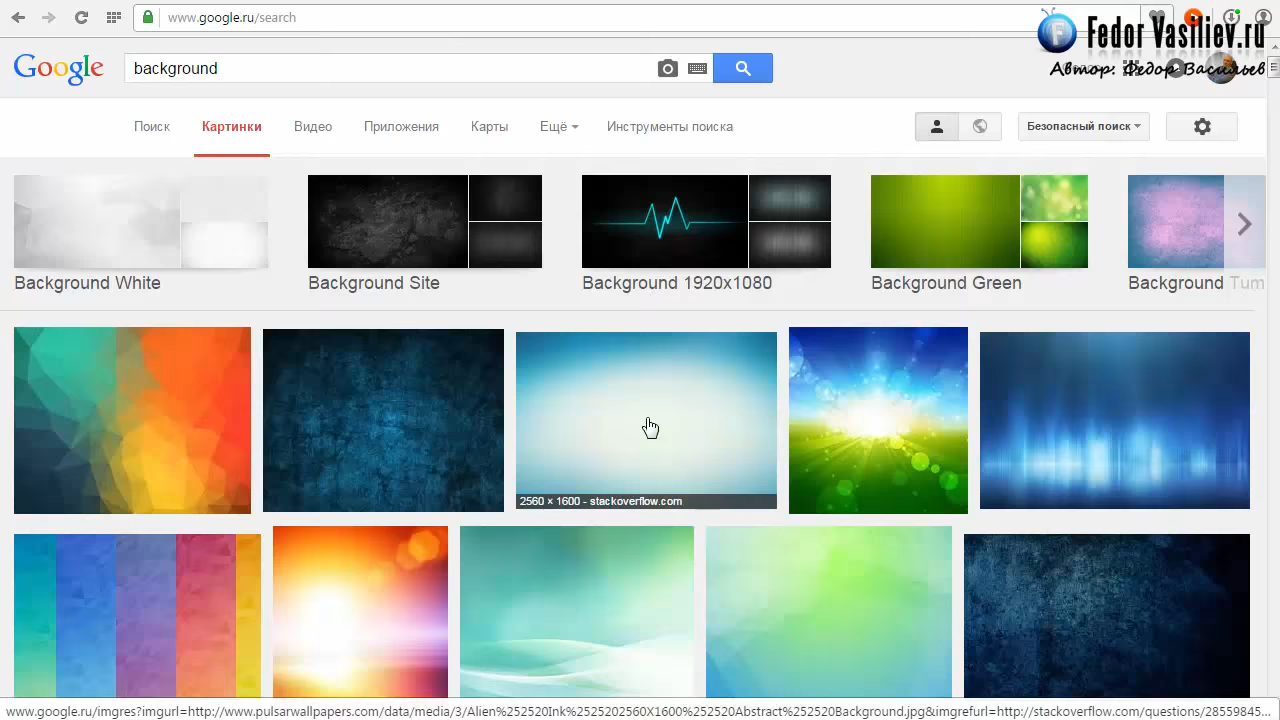 www.google.ru/search
Fedor Vasiliev.ru
Автор: Федор Васильев
Google
background
Поиск
Картинки
Видео
Приложения
Карты
Ещё
Инструменты поиска
Безопасный поиск
Background White
Background Site
Background 1920x1080
Background Green
Background Tum
2560 × 1600 - stackoverflow.com
www.google.ru/imgres?imgurl=http://www.pulsarwallpapers.com/data/media/3/Alien%252520Ink%2525202560X1600%252520Abstract%252520Background.jpg&imgrefurl=http://stackoverflow.com/questions/28559845...